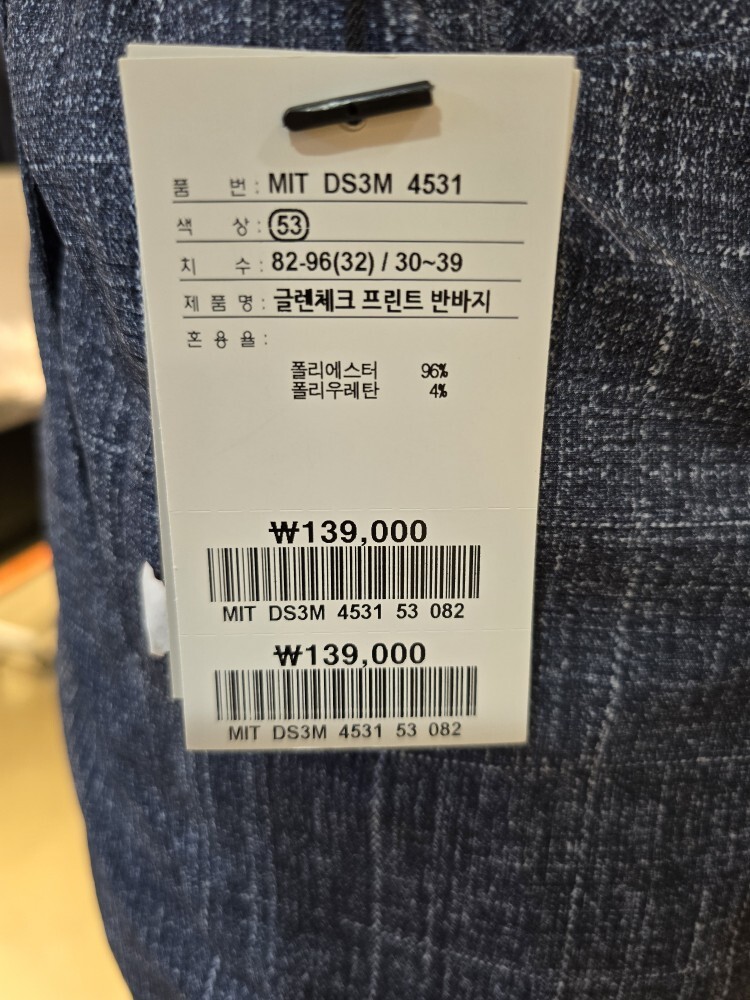 품 번 : MIT DS3M 4531
색 상 : 53
치 수 : 82-96(32) / 30~39
제 품 명 : 글렌체크 프린트 반바지
혼 용 율 :
폴리에스터 96%
폴리우레탄 4%
₩139,000
MIT DS3M 4531 53 082
₩139,000
MIT DS3M 4531 53 082